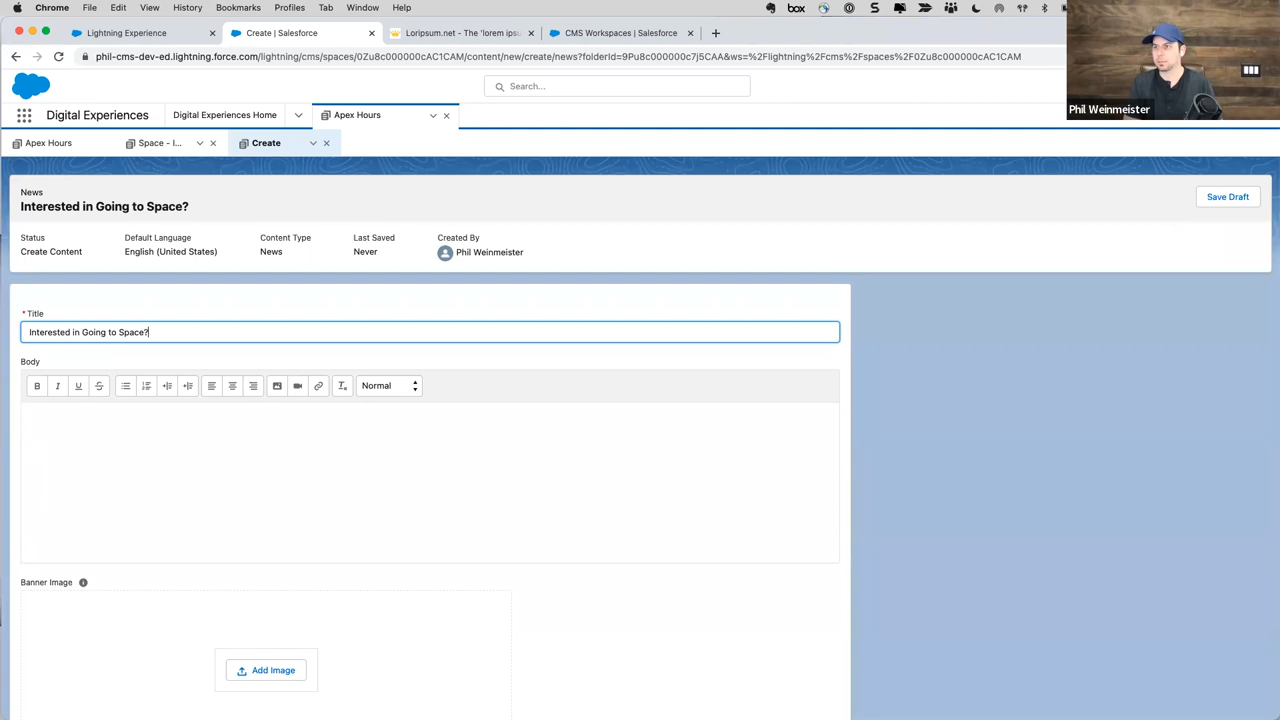 Chrome File Edit View History Bookmarks Profiles Tab Window Help box
Lightning Experience Create | Salesforce Loripsum.net - The 'lorem ipsu CMS Workspaces | Salesforce
phil-cms-dev-ed.lightning.force.com/lightning/cms/spaces/0Zu8c000000cAC1CAM/content/new/create/news?folderId=9Pu8c000000c7j5CAA&ws=%2Flightning%2Fcms%2Fspaces%2F0Zu8c000000cAC1CAM
Search...
Phil Weinmeister
Digital Experiences Digital Experiences Home Apex Hours
Apex Hours Space - I... Create
News
Interested in Going to Space?
Save Draft
Status Default Language Content Type Last Saved Created By
Create Content English (United States) News Never Phil Weinmeister
* Title
Interested in Going to Space?
Body
B I U S Normal
Banner Image
Add Image